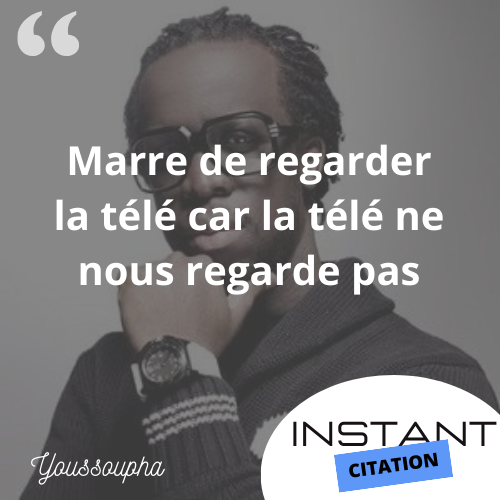 “
Marre de regarder
la télé car la télé ne
nous regarde pas
Youssoupha
INSTANT
CITATION